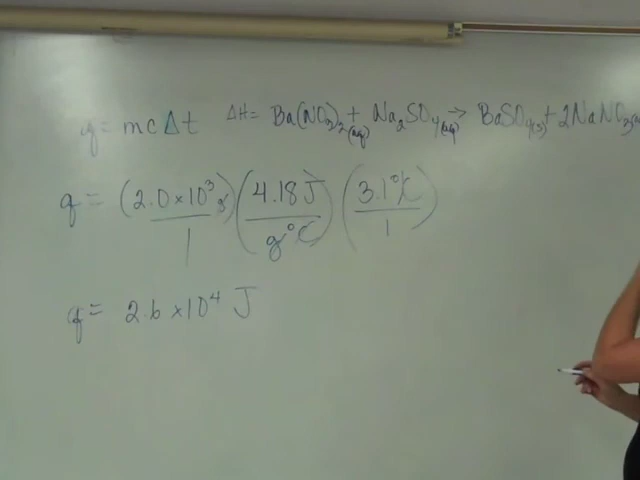 q = mcΔt ΔH = Ba(NO3)2(aq) + Na2SO4(aq) → BaSO4(s) + 2NaNO3(a
q = (2.0×10³ g / 1) (4.18 J / g°C) (3.1°C / 1)
q = 2.6 ×10⁴ J